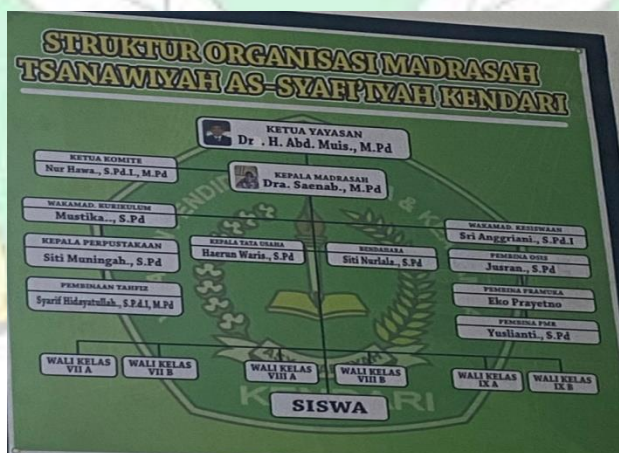 STRUKTUR ORGANISASI MADRASAH
TSANAWIYAH AS-SYAFI'IYAH KENDARI
KETUA YAYASAN
Dr . H. Abd. Muis., M.Pd
KETUA KOMITE
Nur Hawa., S.Pd.I., M.Pd
KEPALA MADRASAH
Dra. Saenab., M.Pd
WAKAMAD. KURIKULUM
Mustika.., S.Pd
WAKAMAD. KESISWAAN
Sri Anggriani., S.Pd.I
KEPALA PERPUSTAKAAN
Siti Muningah., S.Pd
KEPALA TATA USAHA
Haerun Waris., S.Pd
BENDAHARA
Siti Nurlala., S.Pd
PEMBINA OSIS
Jusran., S.Pd
PEMBINAAN TAHFIZ
Syarif Hidayatullah., S.Pd.I, M.Pd
PEMBINA PRAMUKA
Eko Prayetno
PEMBINA PMR
Yuslianti., S.Pd
WALI KELAS
VII A
WALI KELAS
VII B
WALI KELAS
VIII A
WALI KELAS
VIII B
WALI KELAS
IX A
WALI KELAS
IX B
SISWA
KENDARI